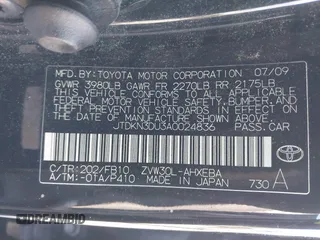 MFD. BY: TOYOTA MOTOR CORPORATION 07/09
GVWR 3980LB GAWR FR 2270LB RR 2175LB
THIS VEHICLE CONFORMS TO ALL APPLICABLE
FEDERAL MOTOR VEHICLE SAFETY, BUMPER, AND
THEFT PREVENTION STANDARDS IN EFFECT ON
THE DATE OF MANUFACTURE SHOWN ABOVE.
JTDKN3DU3A0024836 PASS.CAR
C/TR:202/FB10 ZVW30L-AHXEBA
A/TM:-01A/P410 MADE IN JAPAN 730 A
DREAMBID